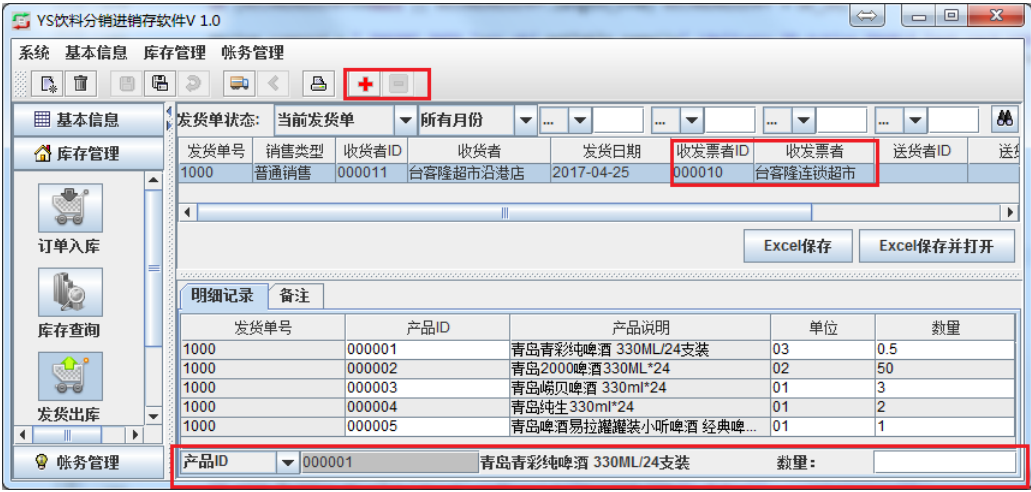 YS饮料分销进销存软件V 1.0
系统 基本信息 库存管理 帐务管理
基本信息
发货单状态: 当前发货单 所有月份 ... ... ... ...
库存管理
发货单号 销售类型 收货者ID 收货者 发货日期 收发票者ID 收发票者 送货者ID
1000 普通销售 000011 台客隆超市沿港店 2017-04-25 000010 台客隆连锁超市
订单入库
Excel保存 Excel保存并打开
库存查询
明细记录 备注
发货单号 产品ID 产品说明 单位 数量
1000 000001 青岛青彩纯啤酒 330ML/24支装 03 0.5
1000 000002 青岛2000啤酒330ML*24 02 50
1000 000003 青岛崂贝啤酒 330ml*24 01 3
1000 000004 青岛纯生330ml*24 01 2
1000 000005 青岛啤酒易拉罐罐装小听啤酒 经典啤... 01 1
发货出库
帐务管理
产品ID 000001 青岛青彩纯啤酒 330ML/24支装 数量: